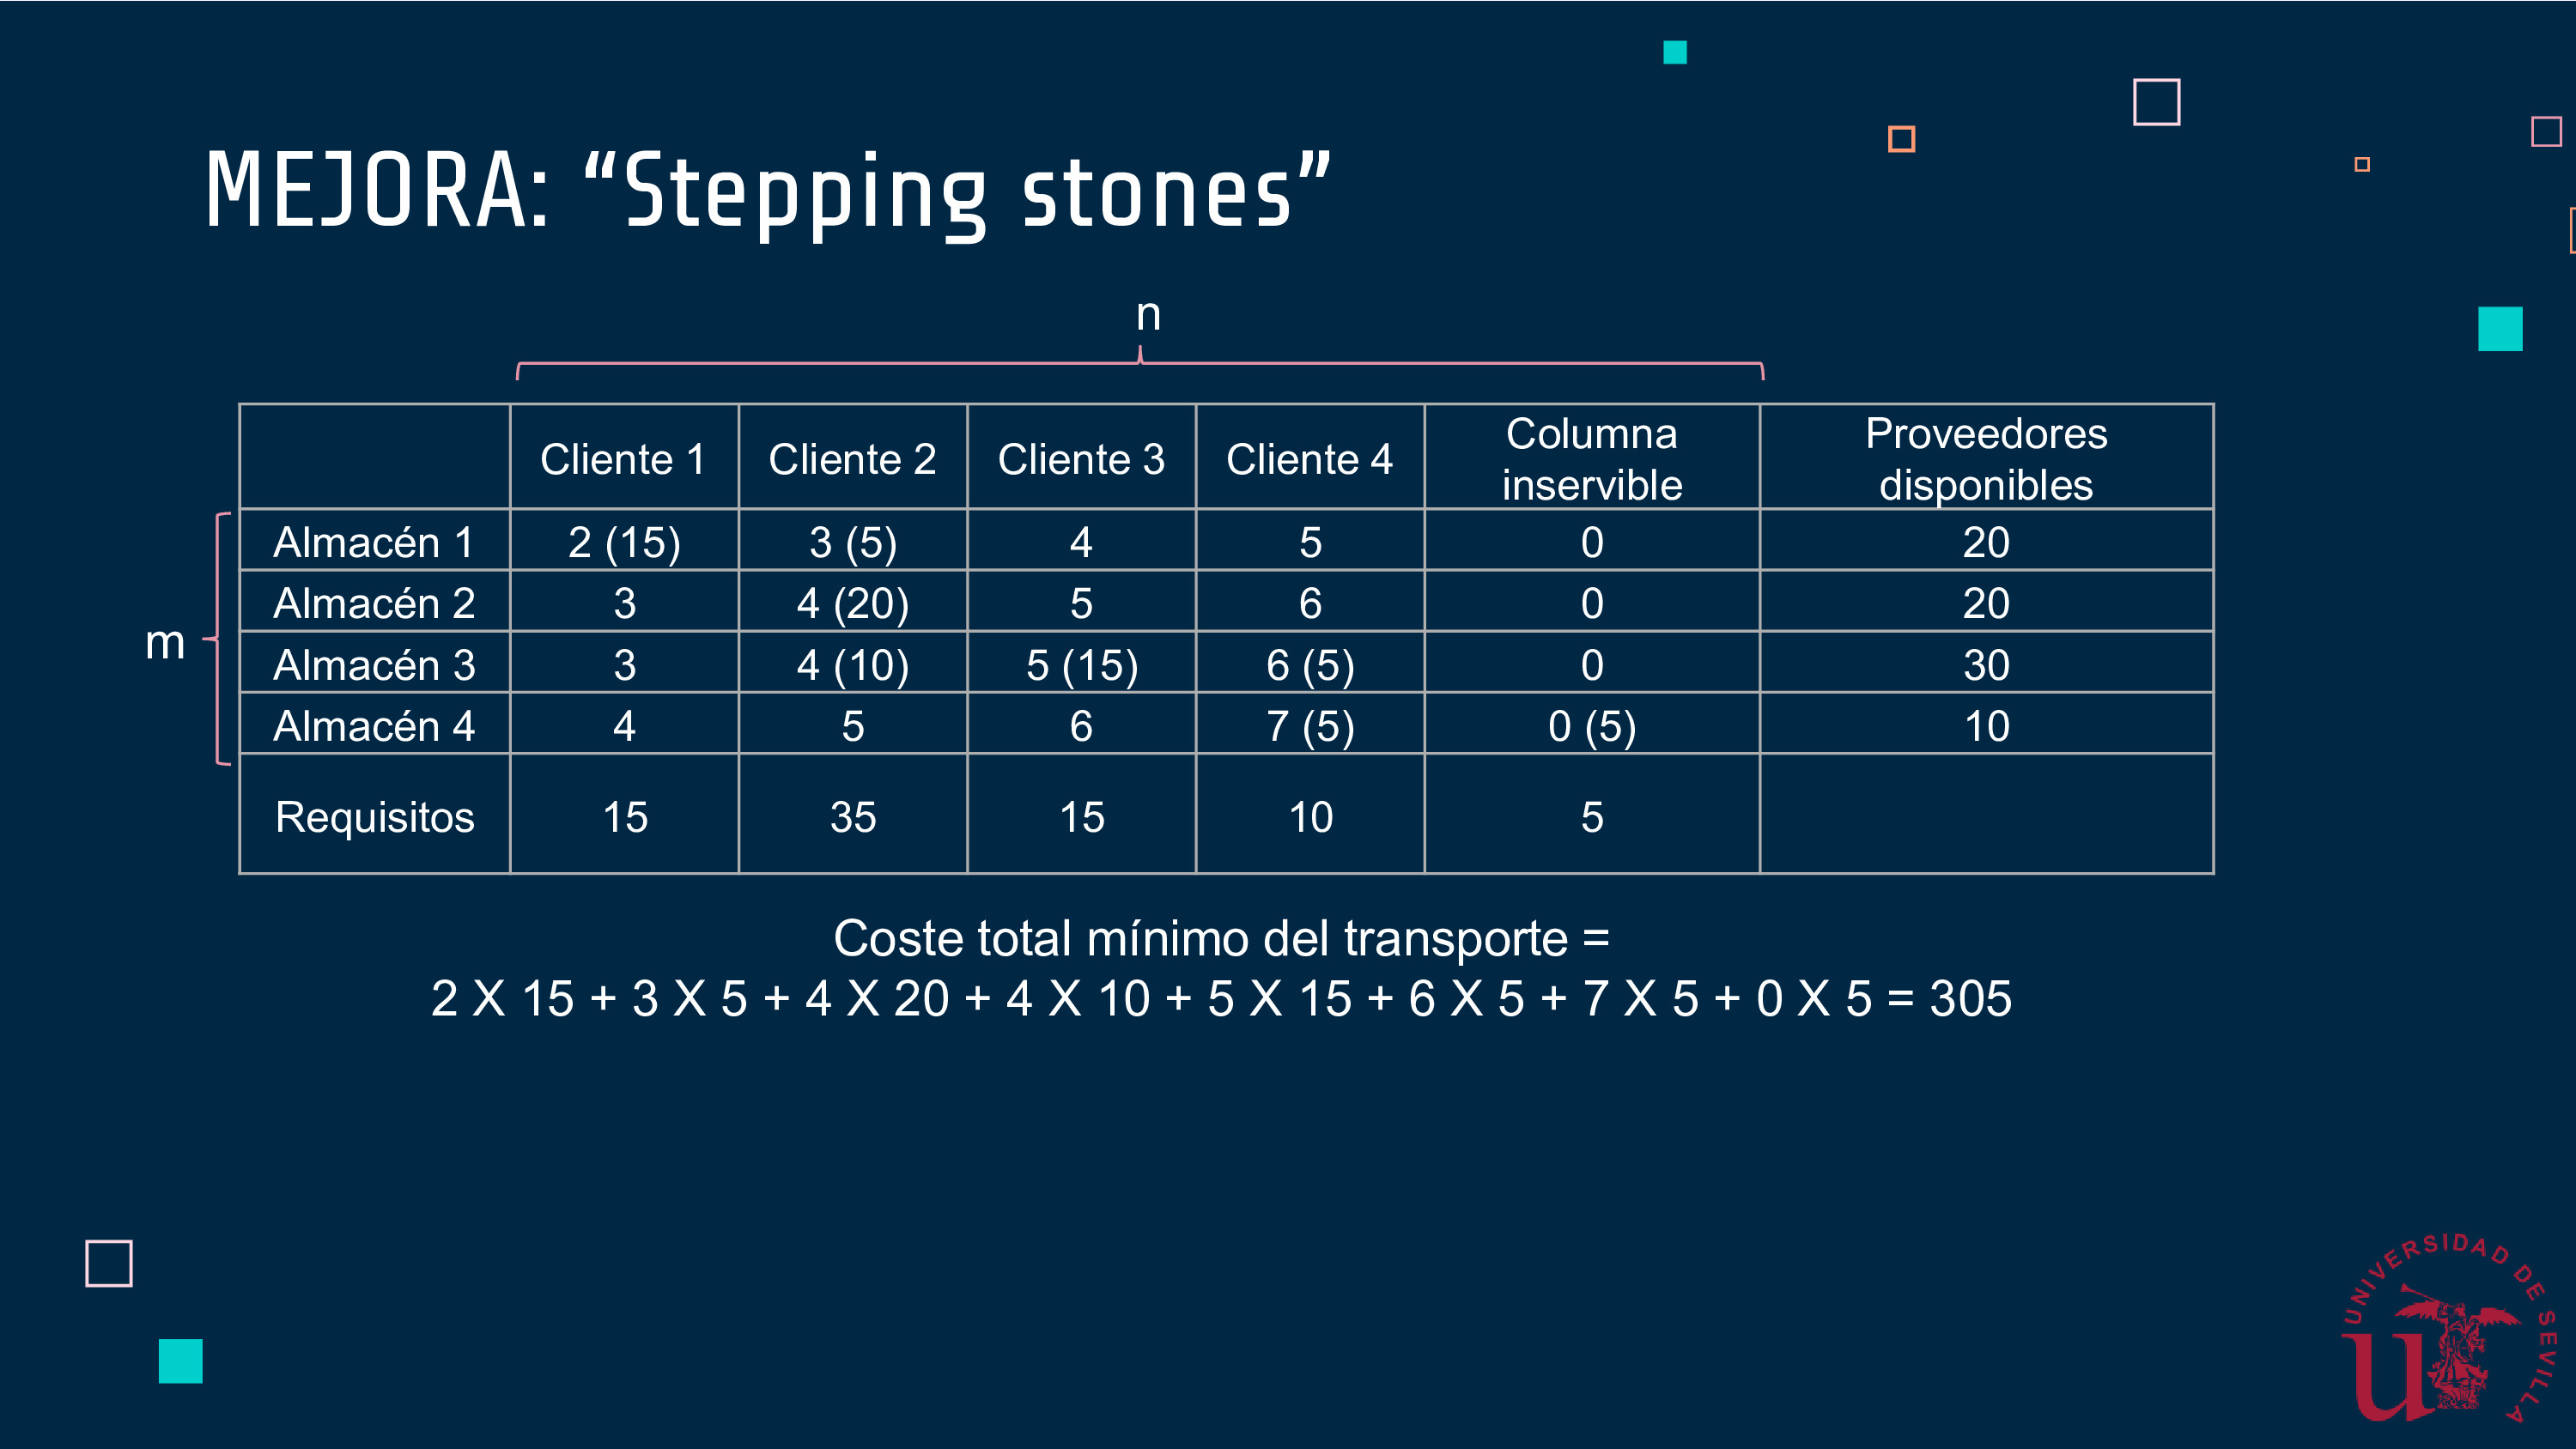 MEJORA: “Stepping stones”
n
Cliente 1 Cliente 2 Cliente 3 Cliente 4 Columna inservible Proveedores disponibles
Almacén 1 2 (15) 3 (5) 4 5 0 20
Almacén 2 3 4 (20) 5 6 0 20
m
Almacén 3 3 4 (10) 5 (15) 6 (5) 0 30
Almacén 4 4 5 6 7 (5) 0 (5) 10
Requisitos 15 35 15 10 5
Coste total mínimo del transporte =
2 X 15 + 3 X 5 + 4 X 20 + 4 X 10 + 5 X 15 + 6 X 5 + 7 X 5 + 0 X 5 = 305
UNIVERSIDAD DE SEVILLA
u